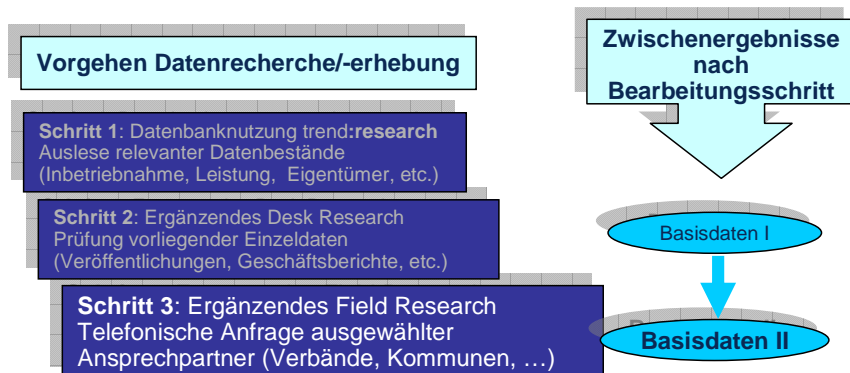 Vorgehen Datenrecherche/-erhebung
Schritt 1: Datenbanknutzung trend:research
Auslese relevanter Datenbestände
(Inbetriebnahme, Leistung, Eigentümer, etc.)
Schritt 2: Ergänzendes Desk Research
Prüfung vorliegender Einzeldaten
(Veröffentlichungen, Geschäftsberichte, etc.)
Schritt 3: Ergänzendes Field Research
Telefonische Anfrage ausgewählter
Ansprechpartner (Verbände, Kommunen, …)
Zwischenergebnisse
nach
Bearbeitungsschritt
Basisdaten I
Basisdaten II